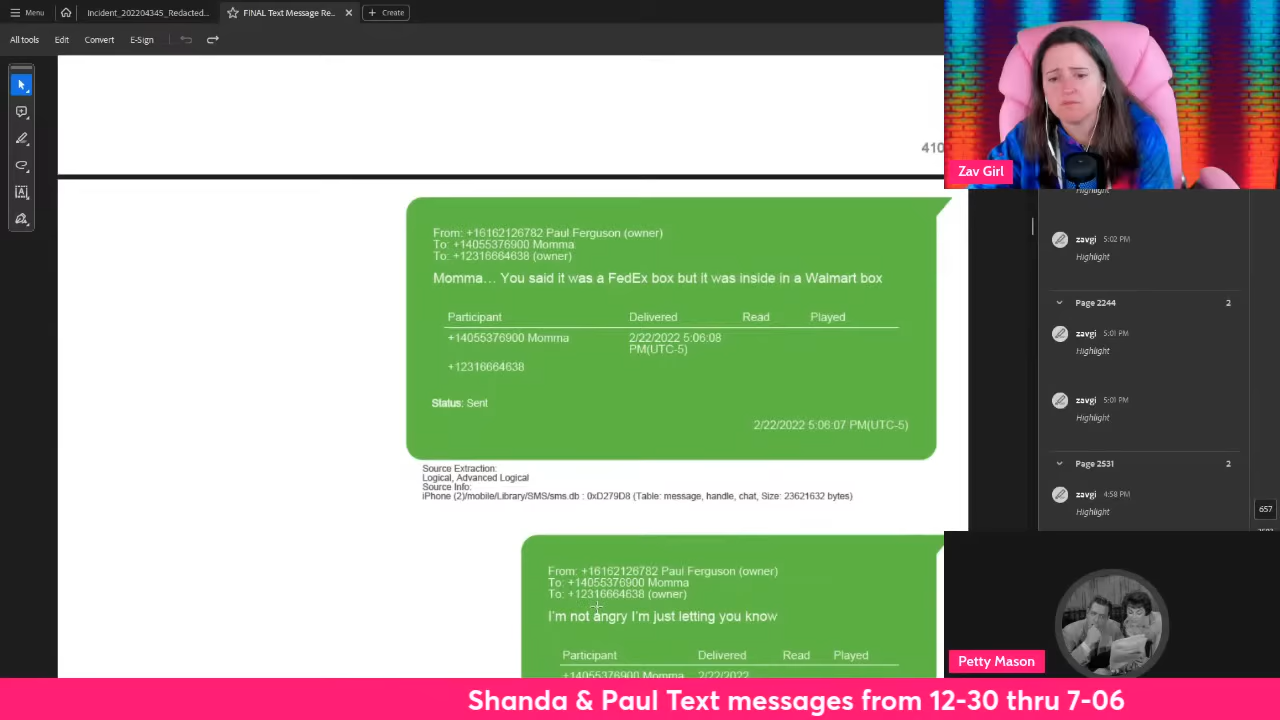 Menu
Incident_202204345_Redacted...
FINAL Text Message Re...
Create
All tools
Edit
Convert
E-Sign
410
From: +16162126782 Paul Ferguson (owner)
To: +14055376900 Momma
To: +12316664638 (owner)
Momma... You said it was a FedEx box but it was inside in a Walmart box
Participant Delivered Read Played
+14055376900 Momma 2/22/2022 5:06:08
PM(UTC-5)
+12316664638
Status: Sent
2/22/2022 5:06:07 PM(UTC-5)
Source Extraction:
Logical, Advanced Logical
Source Info:
iPhone (2)/mobile/Library/SMS/sms.db : 0xD279D8 (Table: message, handle, chat, Size: 23621632 bytes)
From: +16162126782 Paul Ferguson (owner)
To: +14055376900 Momma
To: +12316664638 (owner)
I'm not angry I'm just letting you know
Participant Delivered Read Played
+14055376900 Momma 2/22/2022
Zav Girl
Highlight
zavgi 5:02 PM
Highlight
Page 2244 2
zavgi 5:01 PM
Highlight
zavgi 5:01 PM
Highlight
Page 2531 2
zavgi 4:58 PM
Highlight
657
Petty Mason
Shanda & Paul Text messages from 12-30 thru 7-06